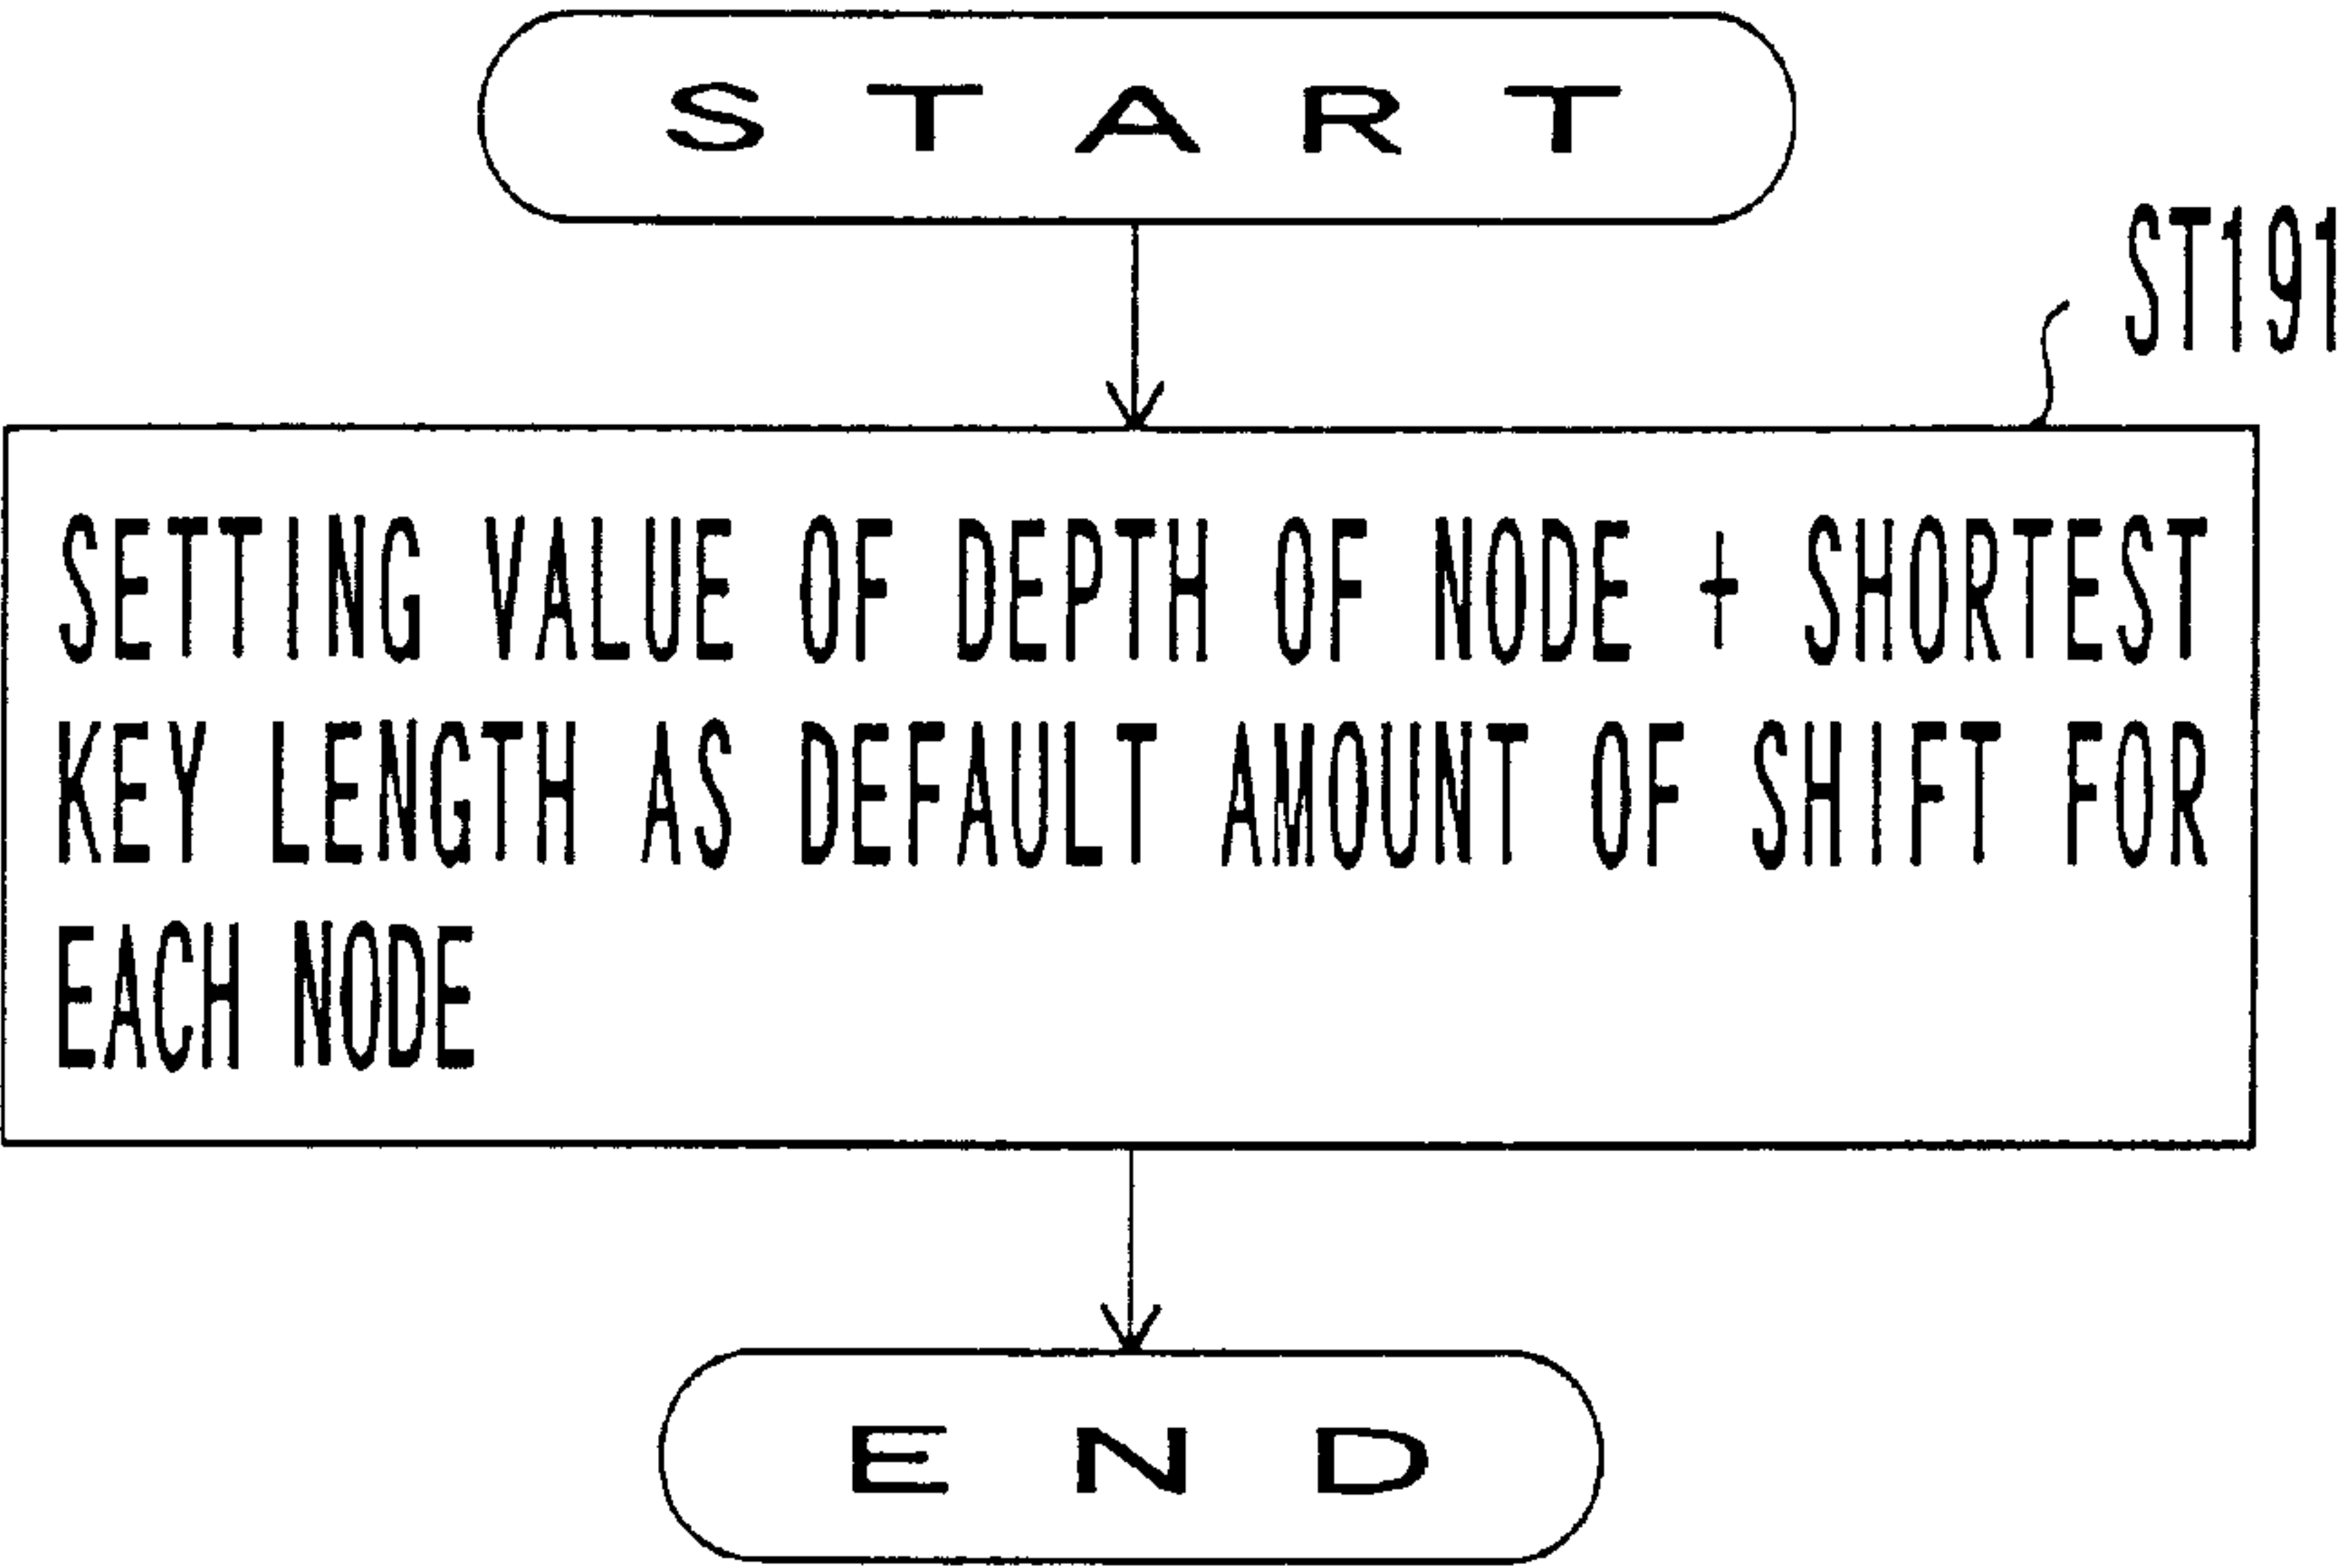 START
ST191
SETTING VALUE OF DEPTH OF NODE + SHORTEST
KEY LENGTH AS DEFAULT AMOUNT OF SHIFT FOR
EACH NODE
END